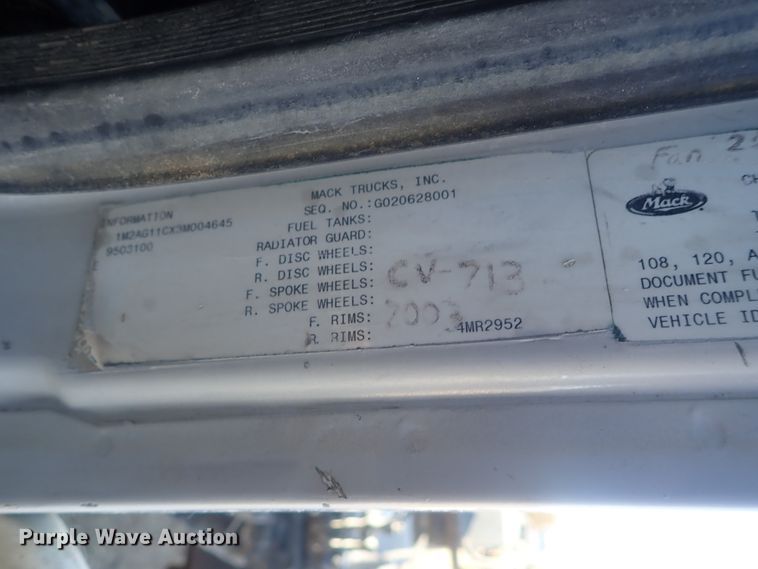 INFORMATION
1M2AG11CX3M004645
9503100
MACK TRUCKS, INC.
SEQ. NO.:G020628001
FUEL TANKS:
RADIATOR GUARD:
F. DISC WHEELS:
R. DISC WHEELS:
F. SPOKE WHEELS:
R. SPOKE WHEELS:
F. RIMS:
R. RIMS:
CV-713
2003
4MR2952
Fan
Mack
108, 120, A
DOCUMENT FU
WHEN COMPL
VEHICLE ID
Purple Wave Auction